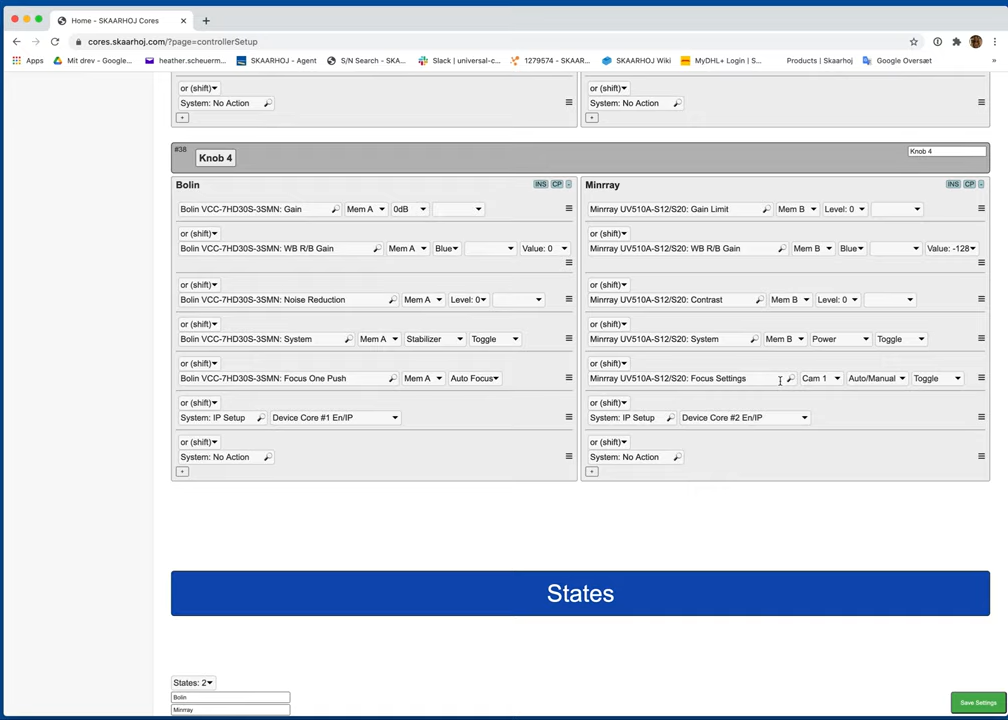 Home - SKAARHOJ Cores
cores.skaarhoj.com/?page=controllerSetup
Apps Mit drev - Google... heather.scheuerm... SKAARHOJ - Agent S/N Search - SKA... Slack | universal-c... 1279574 - SKAAR... SKAARHOJ Wiki MyDHL+ Login | S... Products | Skaarhoj Google Oversæt »
or (shift) or (shift)
System: No Action System: No Action
+ +
#38 Knob 4 Knob 4
Bolin INS CP - Minrray INS CP -
Bolin VCC-7HD30S-3SMN: Gain Mem A 0dB Minrray UV510A-S12/S20: Gain Limit Mem B Level: 0
or (shift) or (shift)
Bolin VCC-7HD30S-3SMN: WB R/B Gain Mem A Blue Value: 0 Minrray UV510A-S12/S20: WB R/B Gain Mem B Blue Value: -128
or (shift) or (shift)
Bolin VCC-7HD30S-3SMN: Noise Reduction Mem A Level: 0 Minrray UV510A-S12/S20: Contrast Mem B Level: 0
or (shift) or (shift)
Bolin VCC-7HD30S-3SMN: System Mem A Stabilizer Toggle Minrray UV510A-S12/S20: System Mem B Power Toggle
or (shift) or (shift)
Bolin VCC-7HD30S-3SMN: Focus One Push Mem A Auto Focus Minrray UV510A-S12/S20: Focus Settings Cam 1 Auto/Manual Toggle
or (shift) or (shift)
System: IP Setup Device Core #1 En/IP System: IP Setup Device Core #2 En/IP
or (shift) or (shift)
System: No Action System: No Action
+ +
States
States: 2
Bolin
Minrray
Save Settings